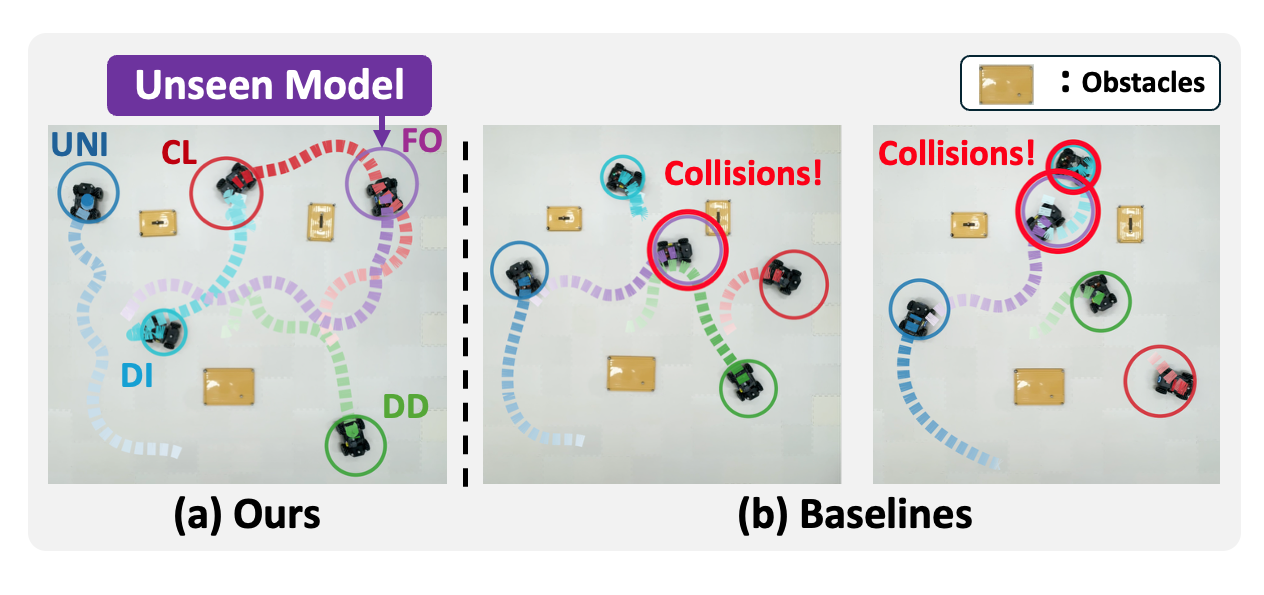 Unseen Model
: Obstacles
UNI
CL
FO
DI
DD
Collisions!
Collisions!
(a) Ours
(b) Baselines